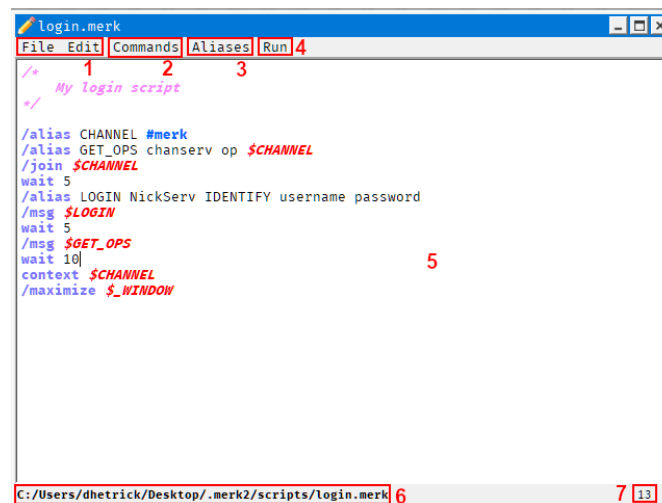 login.merk
File Edit Commands Aliases Run 4
1 2 3
/*
My login script
*/
/alias CHANNEL #merk
/alias GET_OPS chanserv op $CHANNEL
/join $CHANNEL
wait 5
/alias LOGIN NickServ IDENTIFY username password
/msg $LOGIN
wait 5
/msg $GET_OPS
wait 10
5
context $CHANNEL
/maximize $_WINDOW
C:/Users/dhetrick/Desktop/.merk2/scripts/login.merk 6 7 13